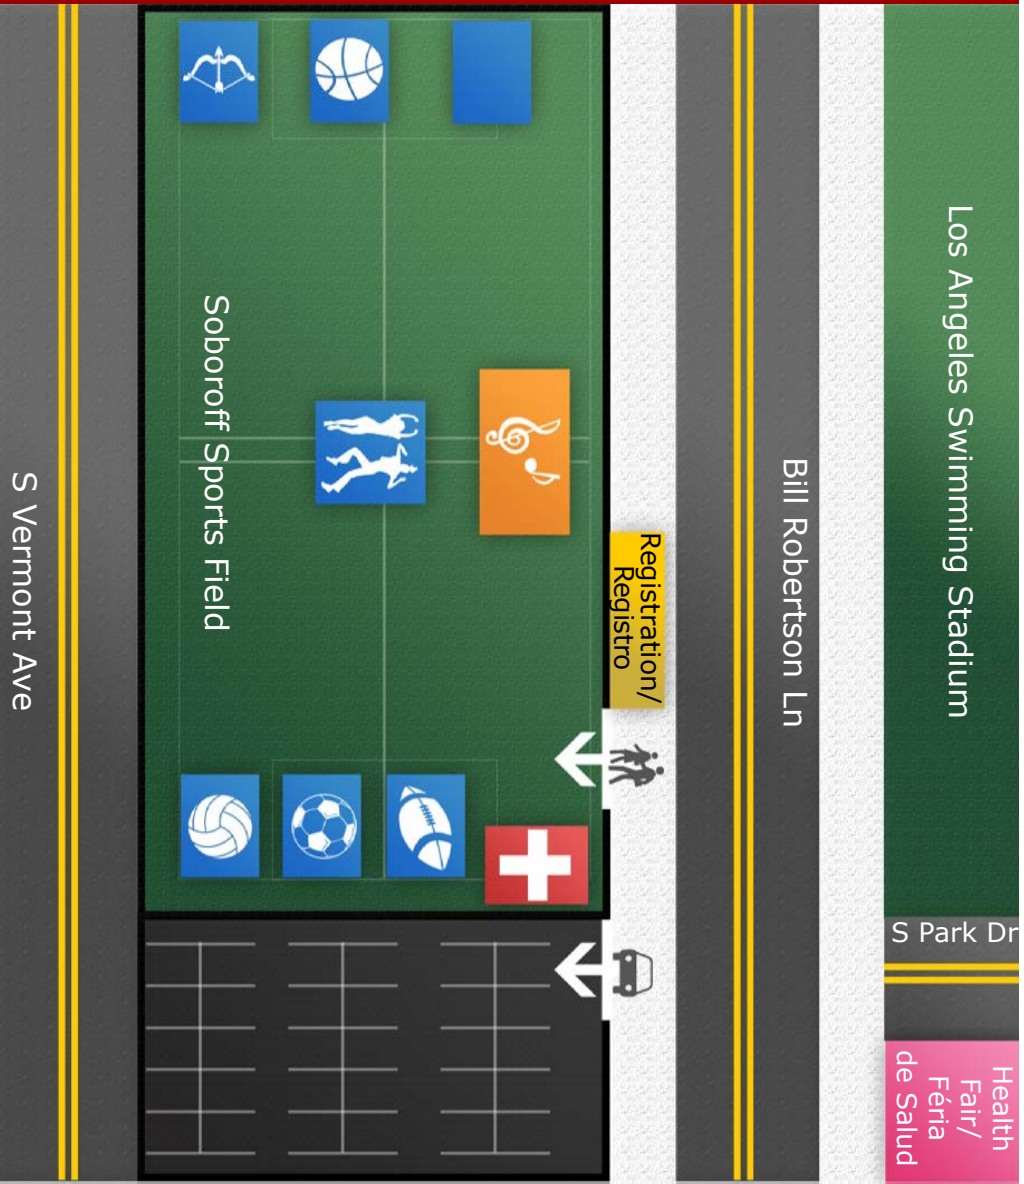 S Vermont Ave
Soboroff Sports Field
Registration/
Registro
Bill Robertson Ln
Los Angeles Swimming Stadium
S Park Dr
Health
Fair/
Féria
de Salud